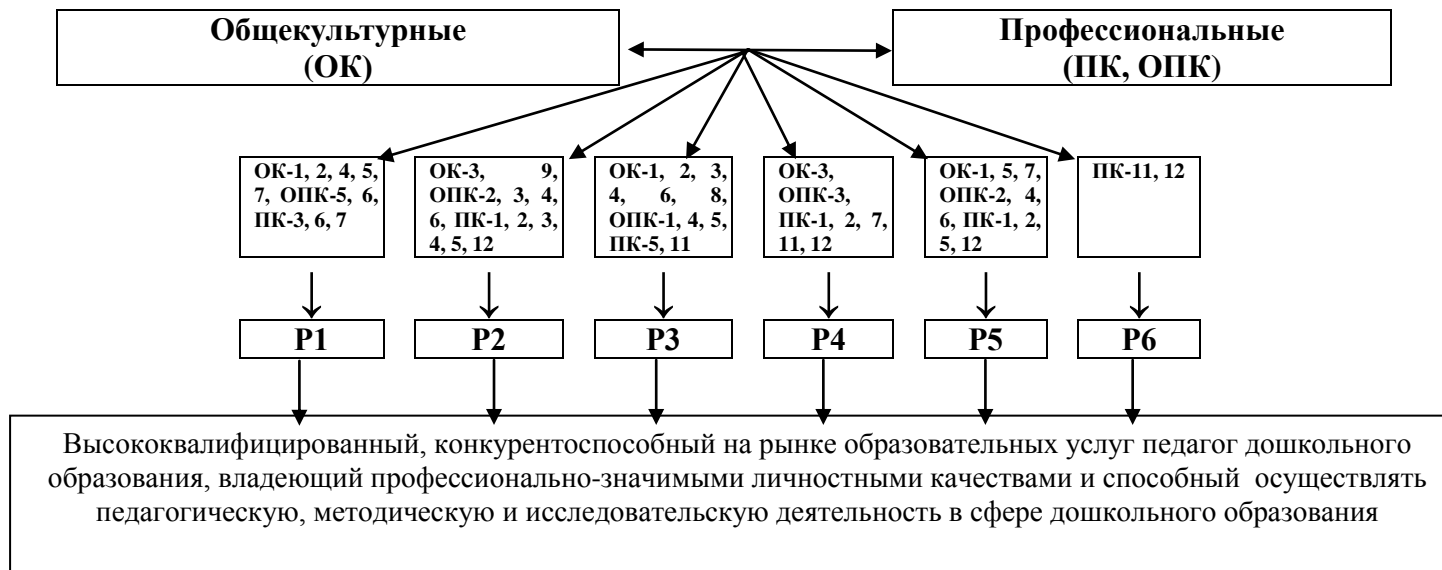 Общекультурные
(ОК)
Профессиональные
(ПК, ОПК)
ОК-1, 2, 4, 5,
7, ОПК-5, 6,
ПК-3, 6, 7
ОК-3, 9,
ОПК-2, 3, 4,
6, ПК-1, 2, 3,
4, 5, 12
ОК-1, 2, 3,
4, 6, 8,
ОПК-1, 4, 5,
ПК-5, 11
ОК-3,
ОПК-3,
ПК-1, 2, 7,
11, 12
ОК-1, 5, 7,
ОПК-2, 4,
6, ПК-1, 2,
5, 12
ПК-11, 12
Р1
Р2
Р3
Р4
Р5
Р6
Высококвалифицированный, конкурентоспособный на рынке образовательных услуг педагог дошкольного
образования, владеющий профессионально-значимыми личностными качествами и способный осуществлять
педагогическую, методическую и исследовательскую деятельность в сфере дошкольного образования